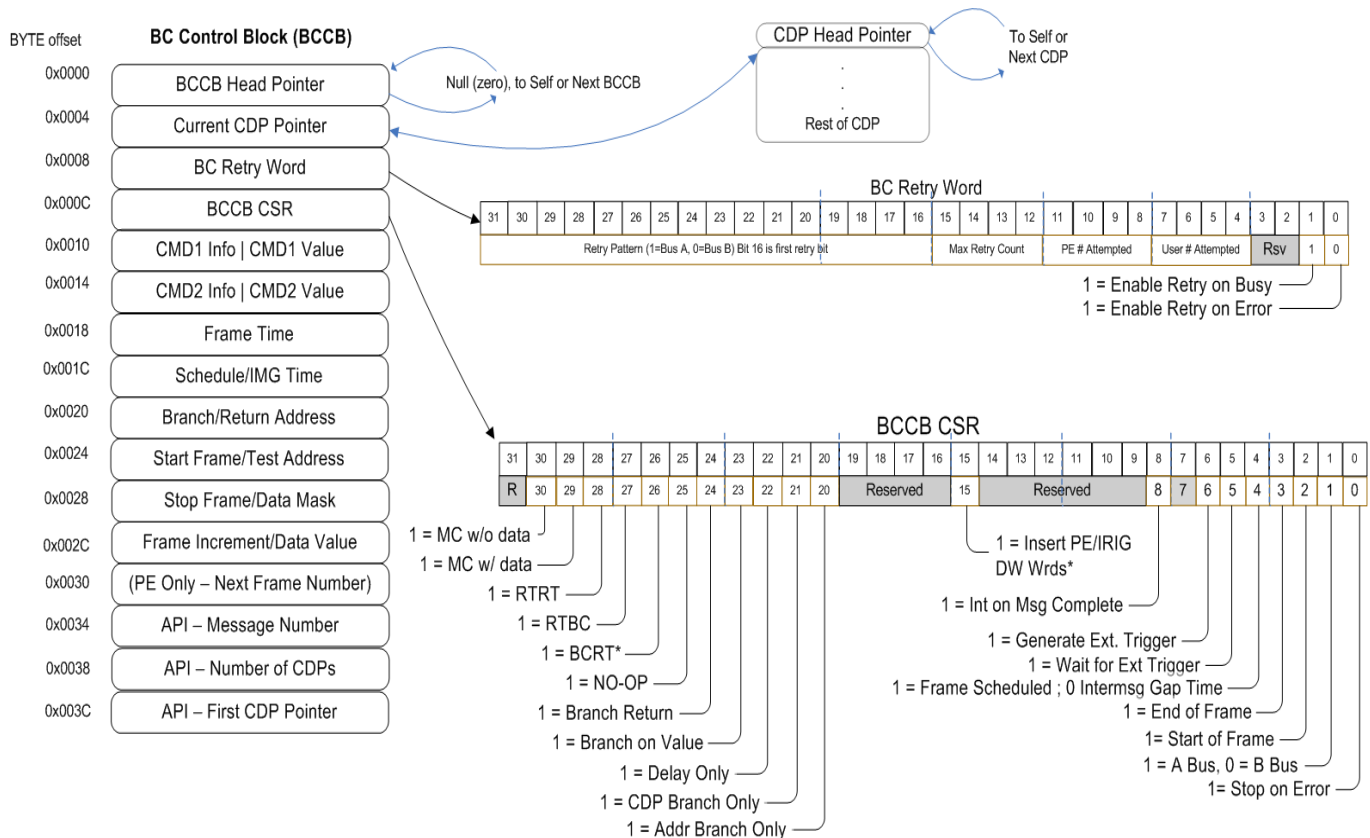 BYTE offset
BC Control Block (BCCB)
0x0000
BCCB Head Pointer
0x0004
Current CDP Pointer
0x0008
BC Retry Word
0x000C
BCCB CSR
0x0010
CMD1 Info | CMD1 Value
0x0014
CMD2 Info | CMD2 Value
0x0018
Frame Time
0x001C
Schedule/IMG Time
0x0020
Branch/Return Address
0x0024
Start Frame/Test Address
0x0028
Stop Frame/Data Mask
0x002C
Frame Increment/Data Value
0x0030
(PE Only – Next Frame Number)
0x0034
API – Message Number
0x0038
API – Number of CDPs
0x003C
API – First CDP Pointer
Null (zero), to Self or Next BCCB
CDP Head Pointer
.
.
.
Rest of CDP
To Self or
Next CDP
BC Retry Word
31 30 29 28 27 26 25 24 23 22 21 20 19 18 17 16 15 14 13 12 11 10 9 8 7 6 5 4 3 2 1 0
Retry Pattern (1=Bus A, 0=Bus B) Bit 16 is first retry bit Max Retry Count PE # Attempted User # Attempted Rsv 1 0
1 = Enable Retry on Busy
1 = Enable Retry on Error
BCCB CSR
31 30 29 28 27 26 25 24 23 22 21 20 19 18 17 16 15 14 13 12 11 10 9 8 7 6 5 4 3 2 1 0
R 30 29 28 27 26 25 24 23 22 21 20 Reserved 15 Reserved 8 7 6 5 4 3 2 1 0
1 = MC w/o data
1 = MC w/ data
1 = RTRT
1 = RTBC
1 = BCRT*
1 = NO-OP
1 = Branch Return
1 = Branch on Value
1 = Delay Only
1 = CDP Branch Only
1 = Addr Branch Only
1 = Insert PE/IRIG
DW Wrds*
1 = Int on Msg Complete
1 = Generate Ext. Trigger
1 = Wait for Ext Trigger
1 = Frame Scheduled ; 0 Intermsg Gap Time
1 = End of Frame
1= Start of Frame
1 = A Bus, 0 = B Bus
1= Stop on Error